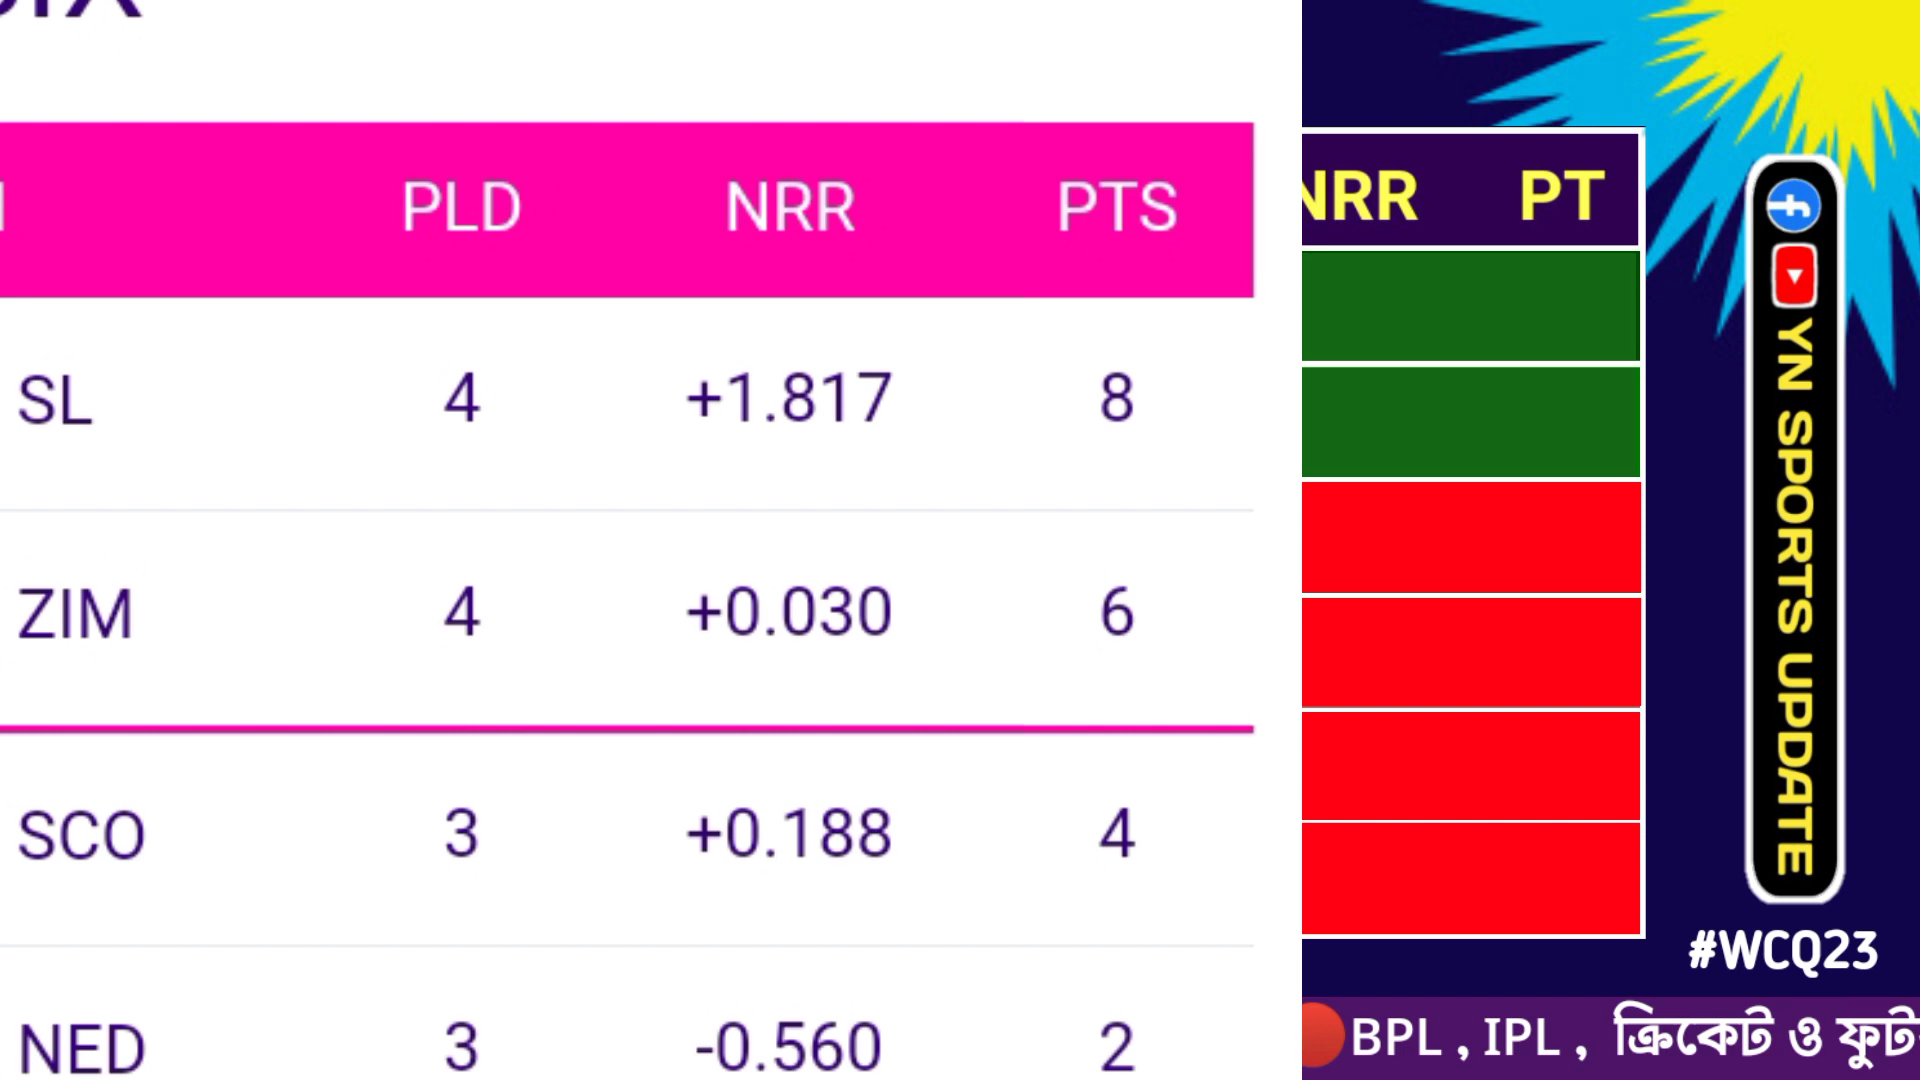 PLD NRR PTS
SL 4 +1.817 8
ZIM 4 +0.030 6
SCO 3 +0.188 4
NED 3 -0.560 2
NRR PT
YN SPORTS UPDATE
#WCQ23
BPL , IPL , ক্রিকেট ও